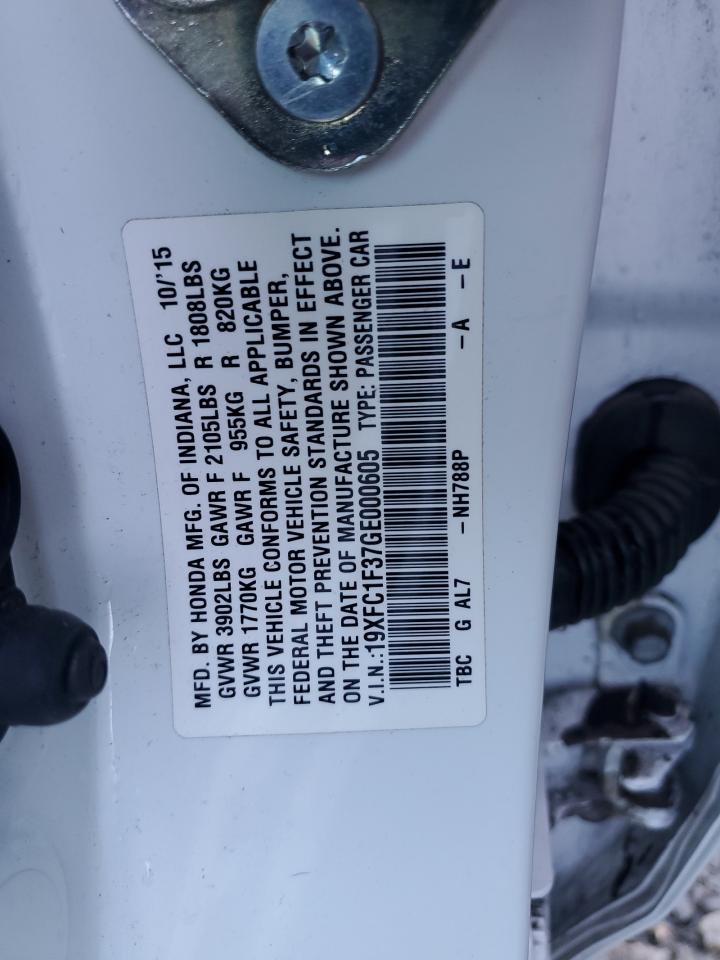 MFD. BY HONDA MFG. OF INDIANA, LLC 10/'15
GVWR 3902LBS GAWR F 2105LBS R 1808LBS
GVWR 1770KG GAWR F 955KG R 820KG
THIS VEHICLE CONFORMS TO ALL APPLICABLE
FEDERAL MOTOR VEHICLE SAFETY, BUMPER,
AND THEFT PREVENTION STANDARDS IN EFFECT
ON THE DATE OF MANUFACTURE SHOWN ABOVE.
V.I.N.:19XFC1F37GE000605 TYPE: PASSENGER CAR
TBC G AL7 -NH788P -A -E